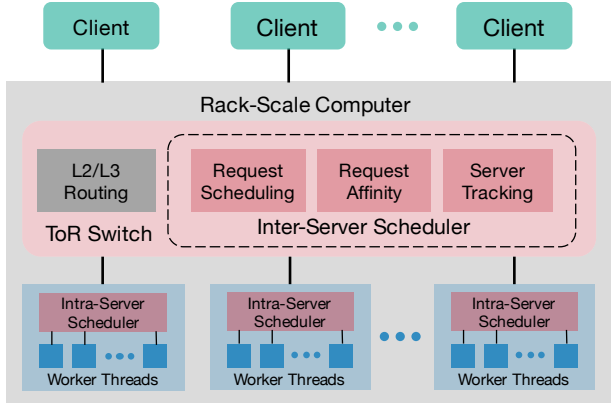 Client
Client
Client
Rack-Scale Computer
L2/L3
Routing
Request
Scheduling
Request
Affinity
Server
Tracking
ToR Switch
Inter-Server Scheduler
Intra-Server
Scheduler
Worker Threads
Intra-Server
Scheduler
Worker Threads
Intra-Server
Scheduler
Worker Threads